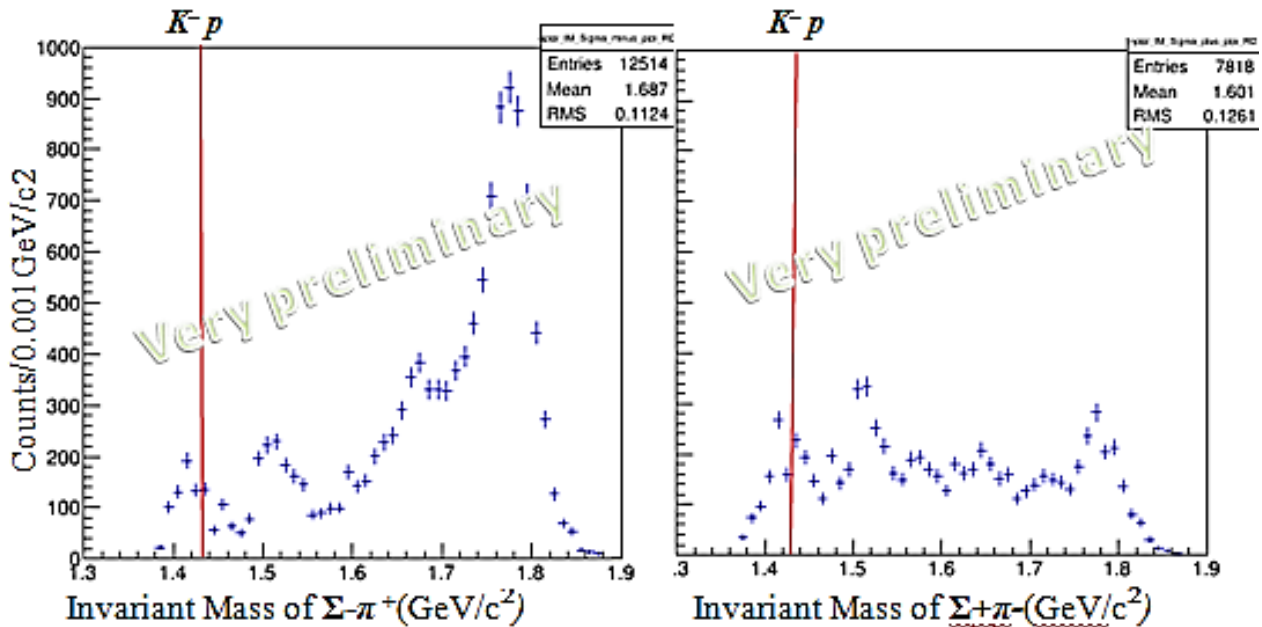 K- p
1000
900
800
700
600
500
400
300
200
100
0
1.3 1.4 1.5 1.6 1.7 1.8 1.9
Counts/0.001GeV/c2
Invariant Mass of Σ-π+(GeV/c²)
Entries 12514
Mean 1.687
RMS 0.1124
Very preliminary
K- p
Entries 7818
Mean 1.601
RMS 0.1261
Very preliminary
.3 1.4 1.5 1.6 1.7 1.8 1.9
Invariant Mass of Σ+π-(GeV/c²)